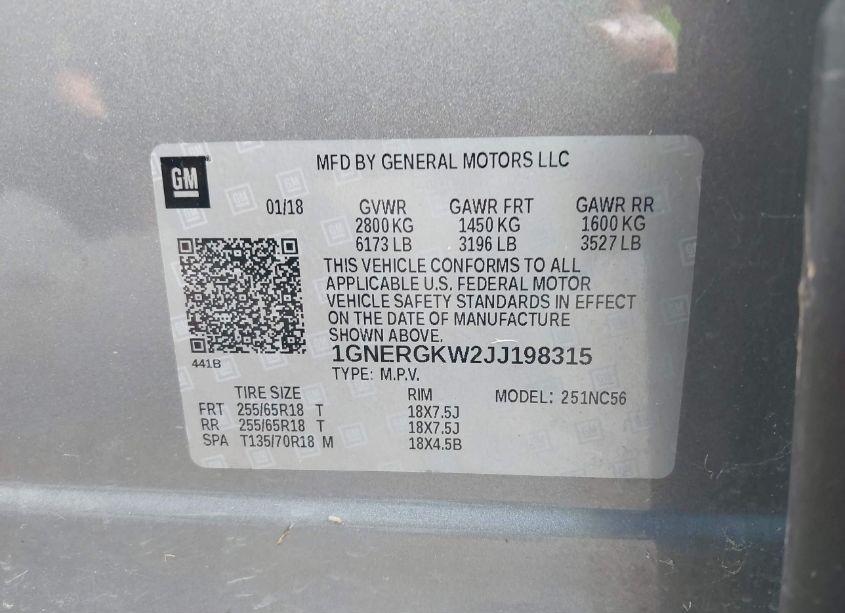 GM
MFD BY GENERAL MOTORS LLC
01/18 GVWR GAWR FRT GAWR RR
2800 KG 1450 KG 1600 KG
6173 LB 3196 LB 3527 LB
THIS VEHICLE CONFORMS TO ALL
APPLICABLE U.S. FEDERAL MOTOR
VEHICLE SAFETY STANDARDS IN EFFECT
ON THE DATE OF MANUFACTURE
SHOWN ABOVE.
441B
1GNERGKW2JJ198315
TYPE: M.P.V.
TIRE SIZE RIM MODEL: 251NC56
FRT 255/65R18 T 18X7.5J
RR 255/65R18 T 18X7.5J
SPA T135/70R18 M 18X4.5B